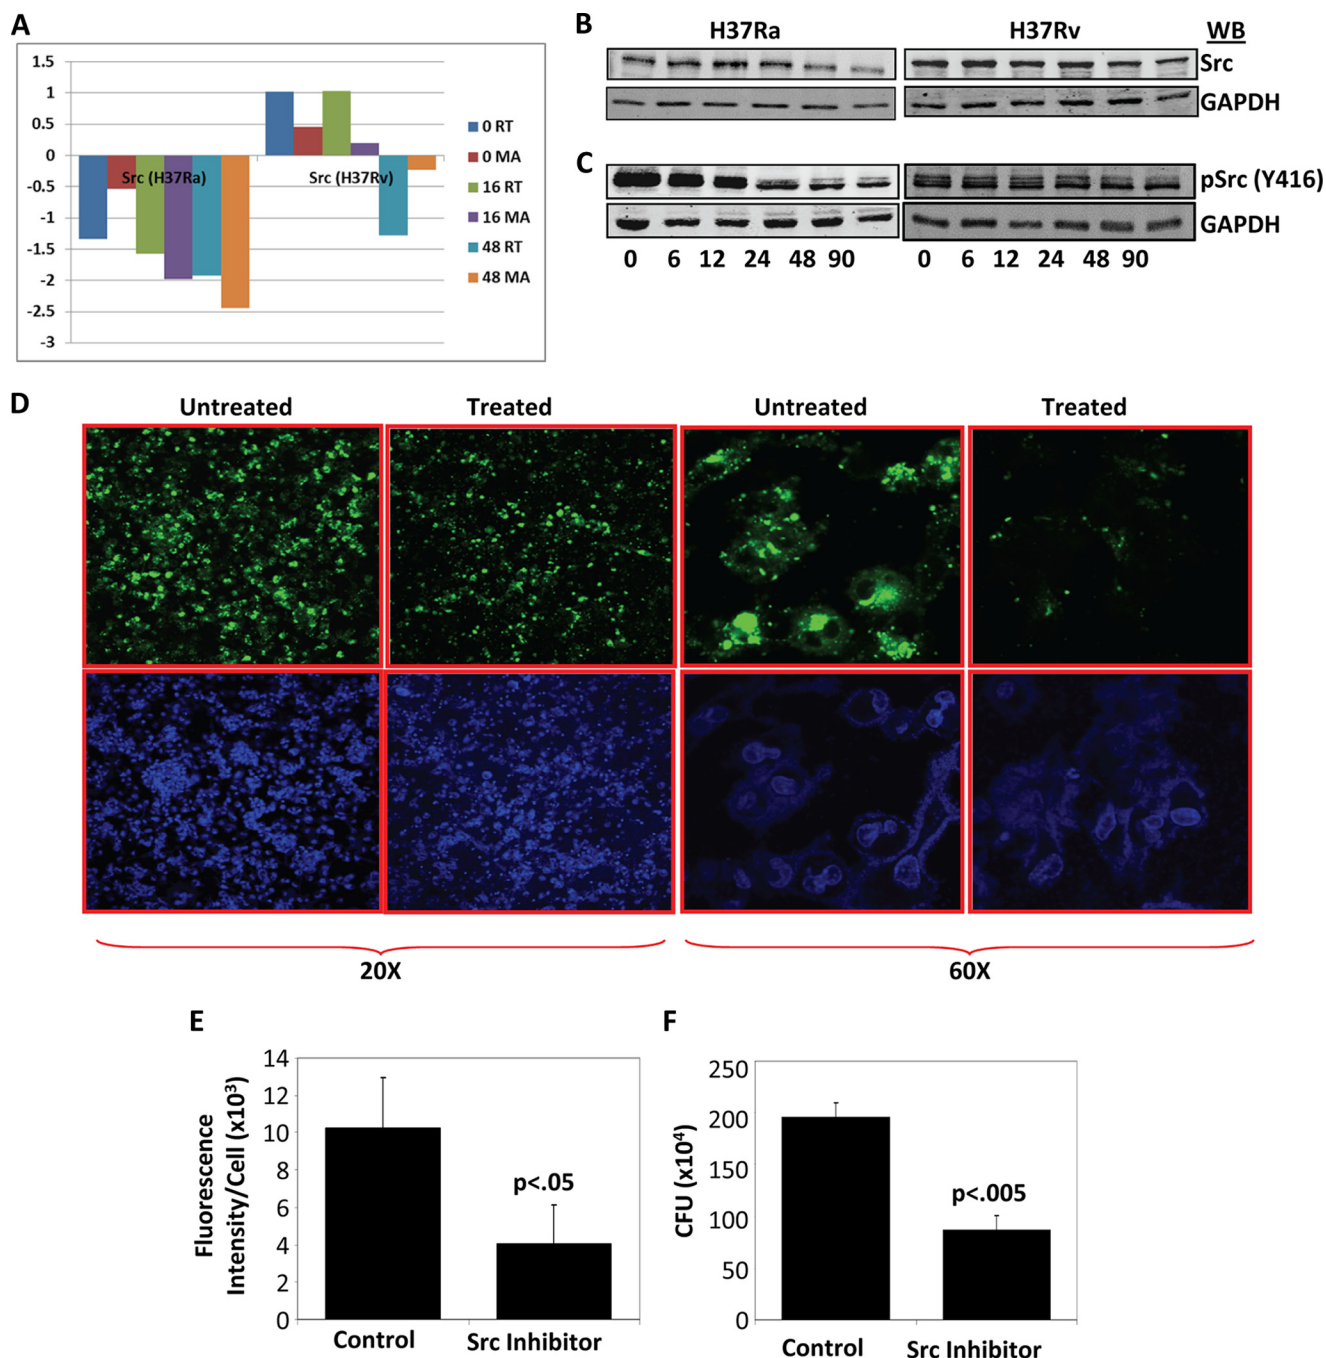 A
1.5
1
0.5
0
-0.5
-1
-1.5
-2
-2.5
-3
Src (H37Ra)
Src (H37Rv)
0 RT
0 MA
16 RT
16 MA
48 RT
48 MA
B
H37Ra
H37Rv
WB
Src
GAPDH
C
pSrc (Y416)
GAPDH
0 6 12 24 48 90
0 6 12 24 48 90
D
Untreated
Treated
Untreated
Treated
20X
60X
E
Fluorescence
Intensity/Cell (x10³)
14
12
10
8
6
4
2
0
p<.05
Control
Src Inhibitor
F
CFU (x10⁴)
250
200
150
100
50
0
p<.005
Control
Src Inhibitor